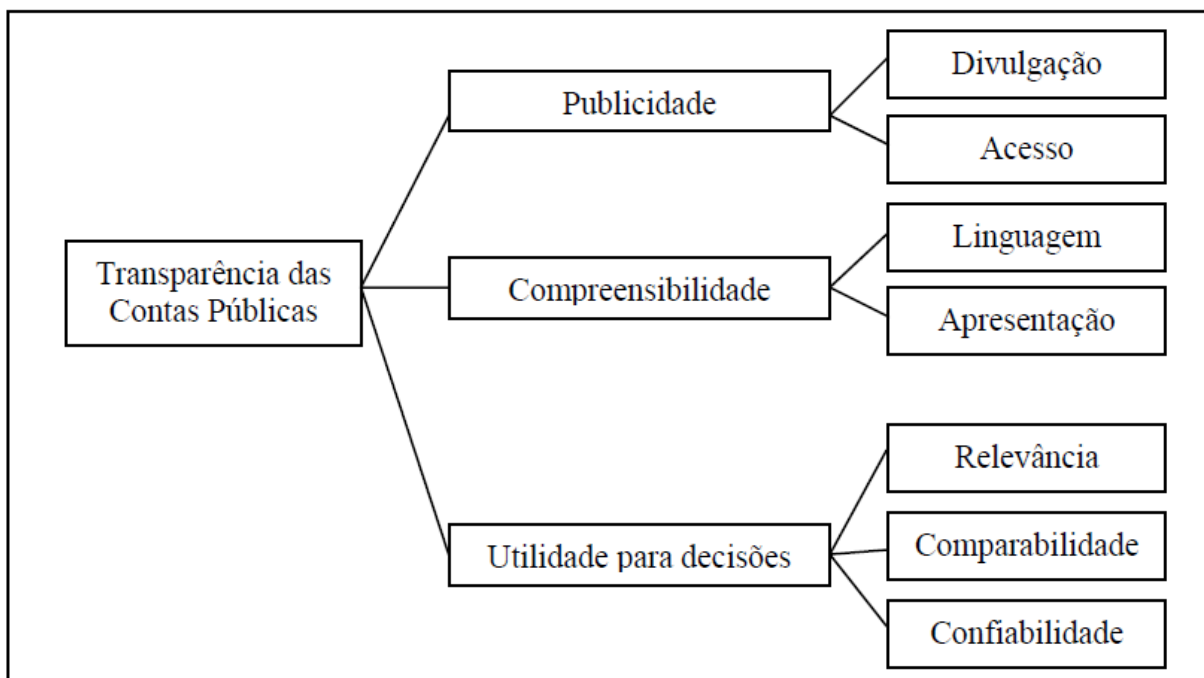 Transparência das
Contas Públicas
Publicidade
Divulgação
Acesso
Compreensibilidade
Linguagem
Apresentação
Utilidade para decisões
Relevância
Comparabilidade
Confiabilidade